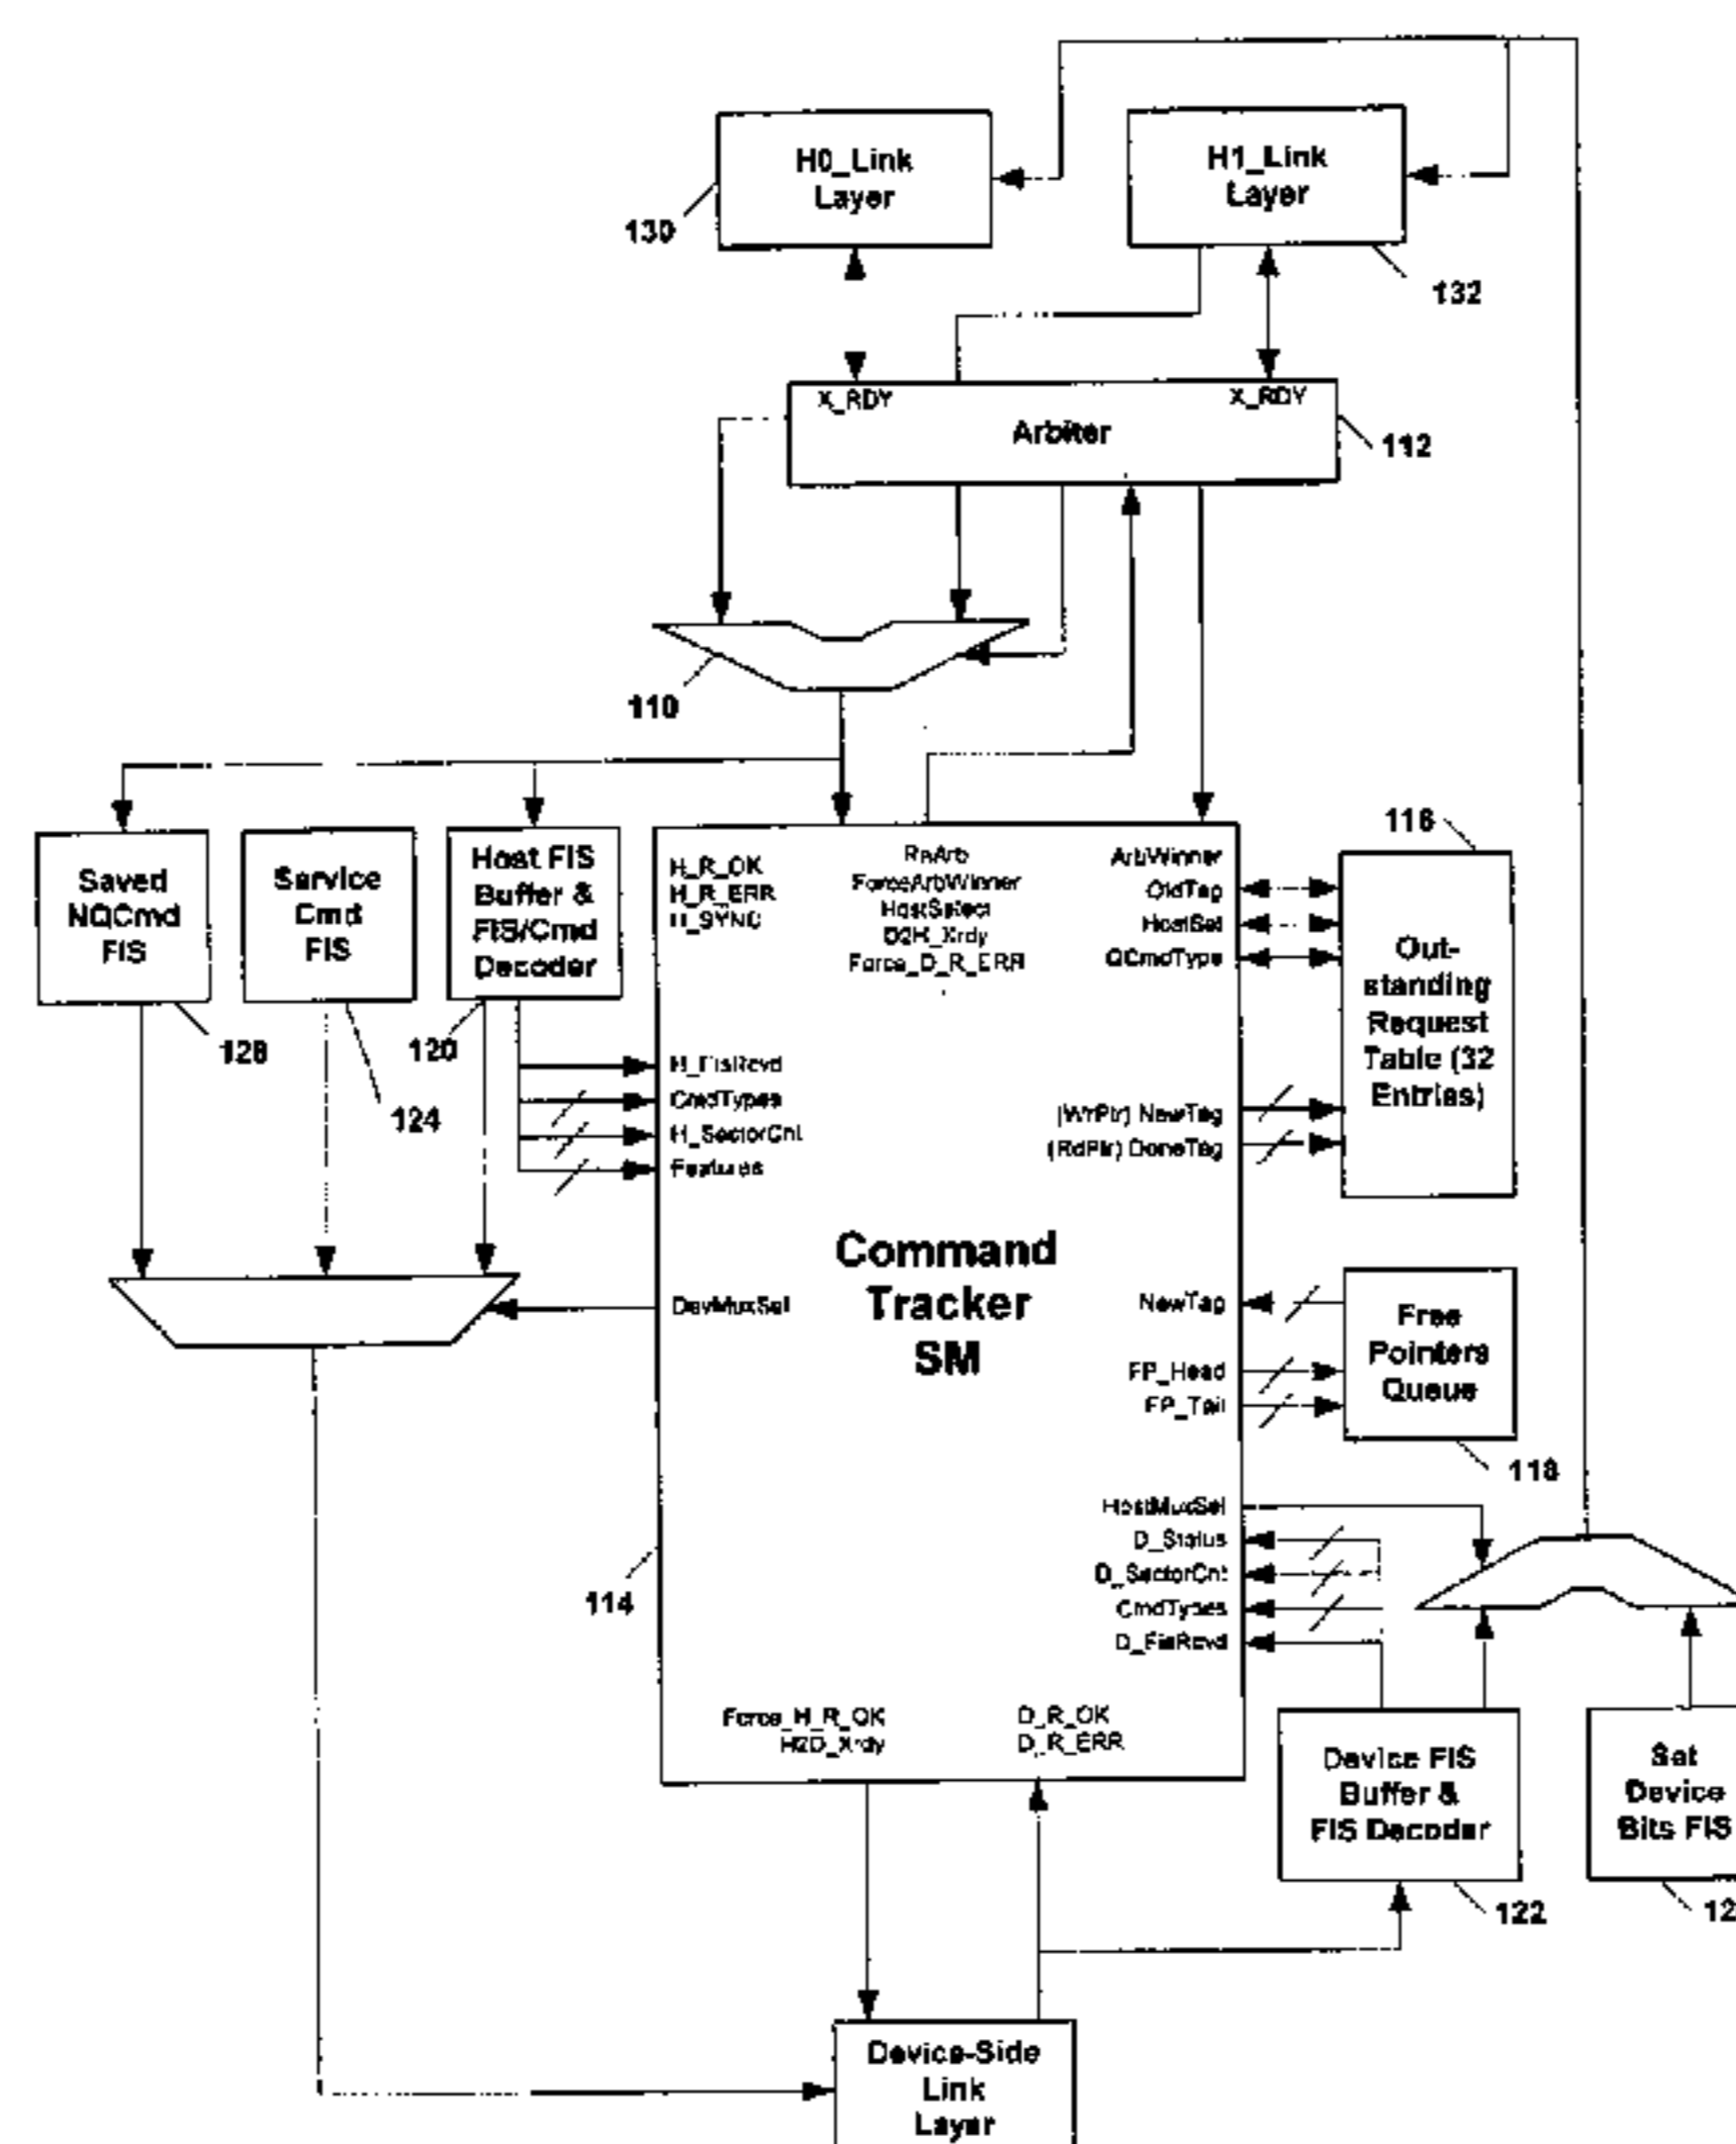 H0_Link
Layer
130
H1_Link
Layer
132
X_RDY
X_RDY
Arbiter
112
110
Saved
NQCmd
FIS
128
Service
Cmd
FIS
124
Host FIS
Buffer &
FIS/Cmd
Decoder
120
H_R_OK
H_R_ERR
H_SYNC
ReArb
ForceArbWinner
HostSelect
D2H_Xrdy
Force_D_R_ERR
ArbWinner
OldTag
HostSel
QCmdType
116
Out-
standing
Request
Table (32
Entries)
H_FisRcvd
CmdTypes
H_SectorCnt
Features
(WrPtr) NewTag
(RdPtr) DoneTag
Command
Tracker
SM
DevMuxSel
NewTag
FP_Head
FP_Tail
Free
Pointers
Queue
118
HostMuxSel
D_Status
D_SectorCnt
CmdTypes
D_FisRcvd
114
Force_H_R_OK
H2D_Xrdy
D_R_OK
D_R_ERR
Device FIS
Buffer &
FIS Decoder
122
Set
Device
Bits FIS
12
Device-Side
Link
Layer